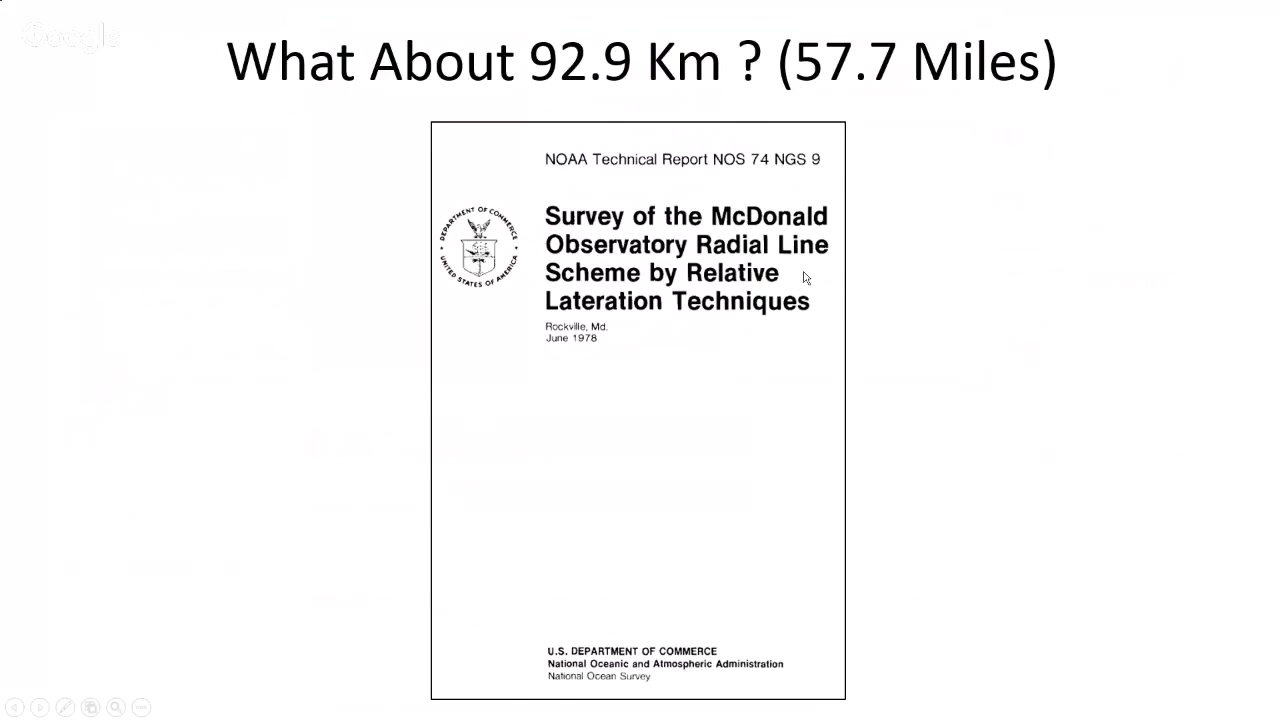 Google
What About 92.9 Km ? (57.7 Miles)
NOAA Technical Report NOS 74 NGS 9
DEPARTMENT OF COMMERCE
UNITED STATES OF AMERICA
Survey of the McDonald
Observatory Radial Line
Scheme by Relative
Lateration Techniques
Rockville, Md.
June 1978
U.S. DEPARTMENT OF COMMERCE
National Oceanic and Atmospheric Administration
National Ocean Survey